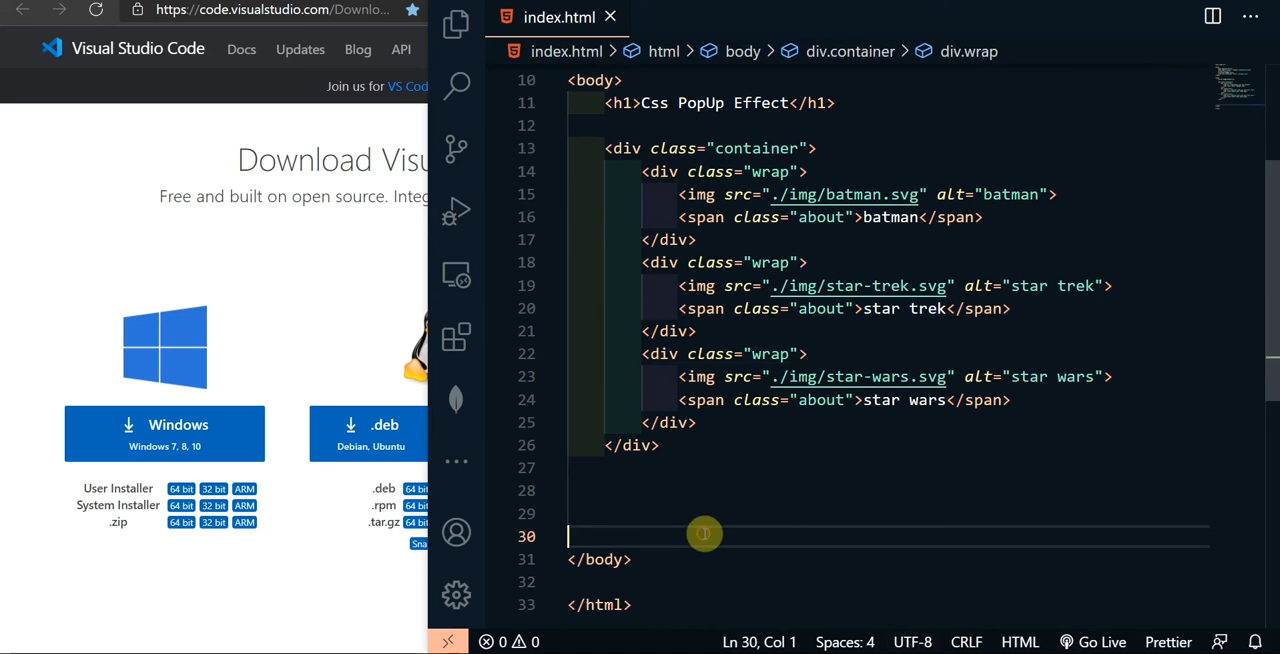 https://code.visualstudio.com/Downlo...
Visual Studio Code Docs Updates Blog API
Join us for VS Cod
Download Visu
Free and built on open source. Integ
Windows
Windows 7, 8, 10
.deb
Debian, Ubuntu
User Installer 64 bit 32 bit ARM
System Installer 64 bit 32 bit ARM
.zip 64 bit 32 bit ARM
.deb 64 bit
.rpm 64 bit
.tar.gz 64 bit
Sna
index.html
index.html > html > body > div.container > div.wrap
10 <body>
11 <h1>Css PopUp Effect</h1>
12
13 <div class="container">
14 <div class="wrap">
15 <img src="./img/batman.svg" alt="batman">
16 <span class="about">batman</span>
17 </div>
18 <div class="wrap">
19 <img src="./img/star-trek.svg" alt="star trek">
20 <span class="about">star trek</span>
21 </div>
22 <div class="wrap">
23 <img src="./img/star-wars.svg" alt="star wars">
24 <span class="about">star wars</span>
25 </div>
26 </div>
27
28
29
30
31 </body>
32
33 </html>
0 0 Ln 30, Col 1 Spaces: 4 UTF-8 CRLF HTML Go Live Prettier